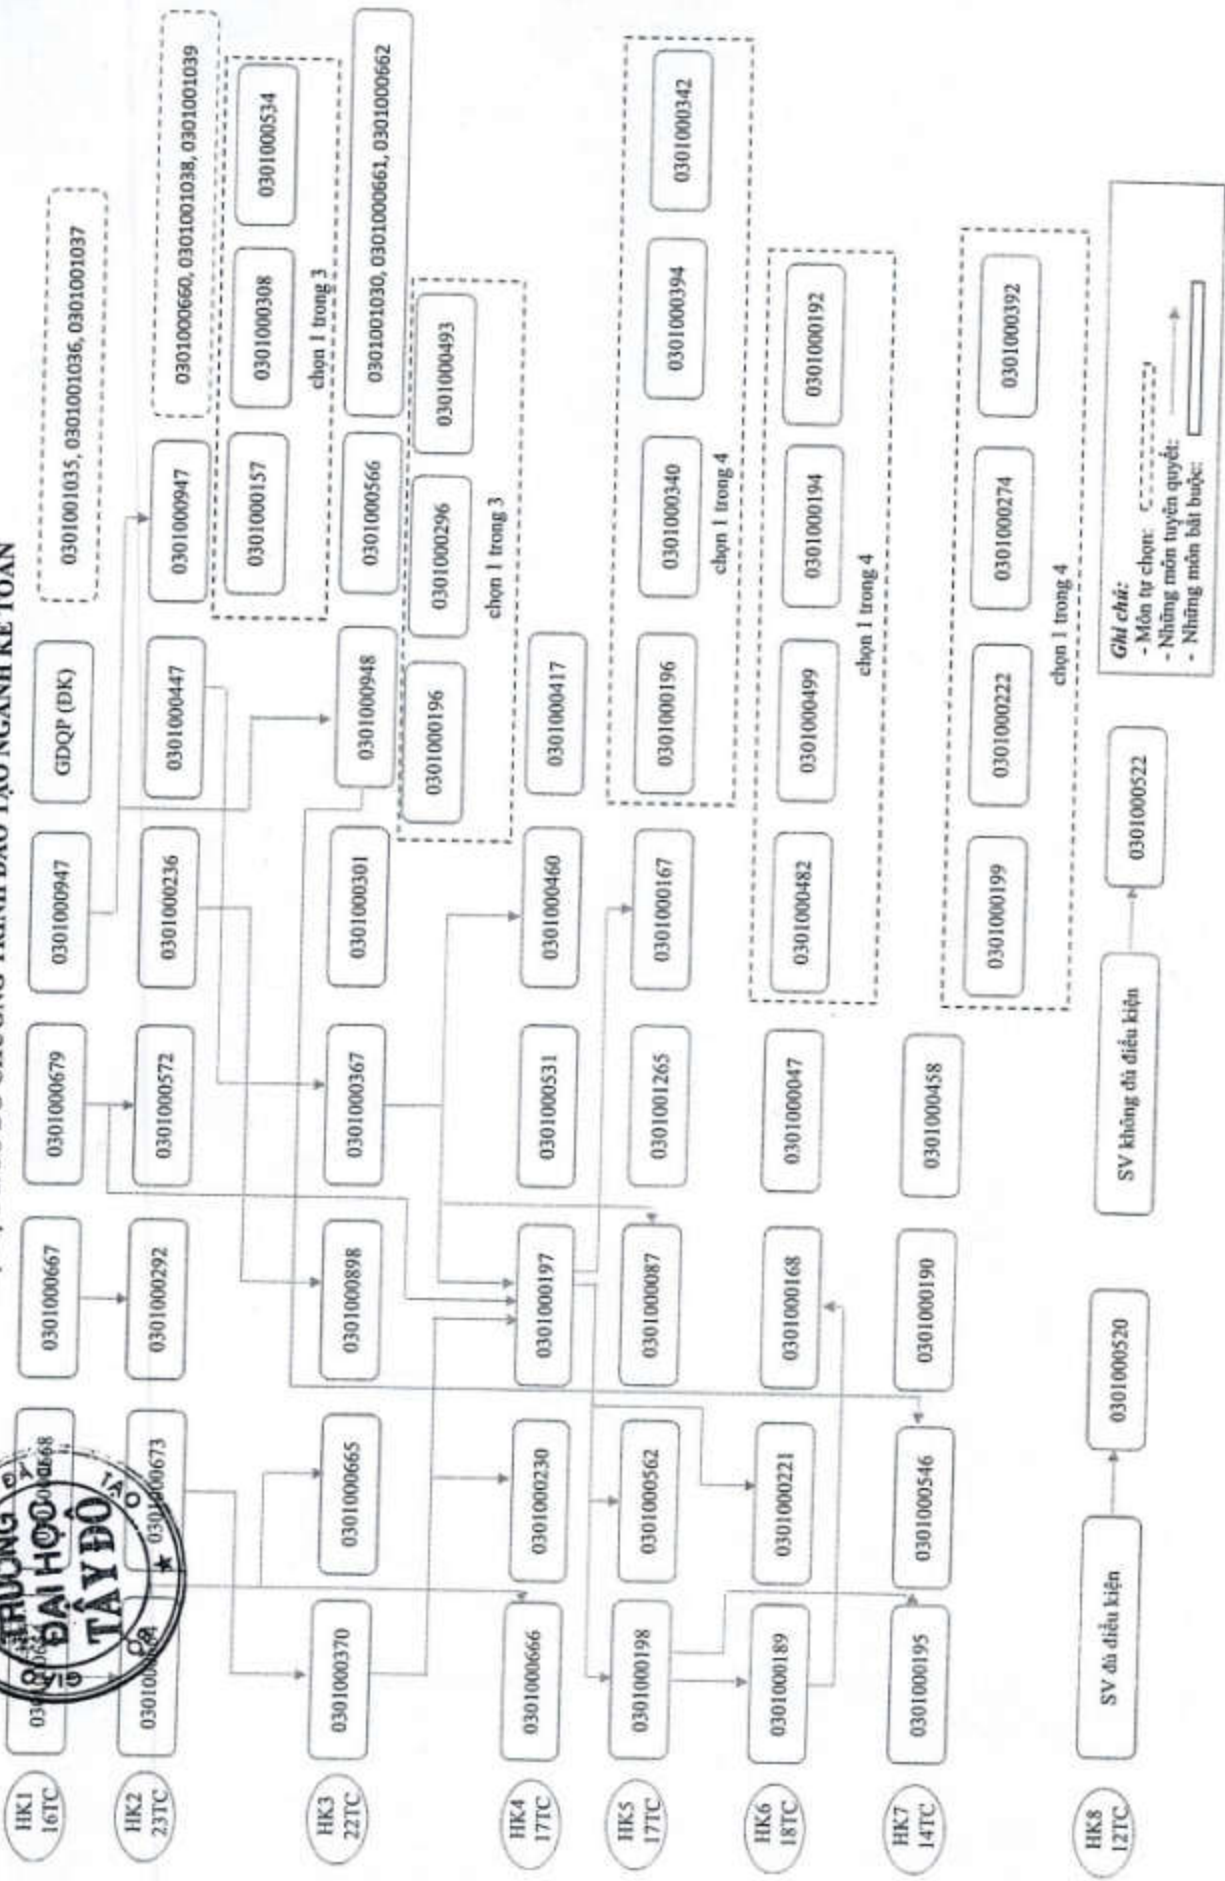 CHƯƠNG TRÌNH ĐÀO TẠO NGÀNH KẾ TOÁN
HK1
16TC
0301000667
0301000679
0301000947
GDQP (ĐK)
0301001035, 0301001036, 0301001037
TRƯỜNG
ĐẠI HỌC
TÂY ĐÔ
HK2
23TC
0301000673
0301000292
0301000572
0301000236
0301000447
0301000947
0301000660, 0301001038, 0301001039
0301000157
0301000308
0301000534
chọn 1 trong 3
HK3
22TC
0301000370
0301000665
0301000898
0301000367
0301000301
0301000948
0301000566
0301001030, 0301000661, 0301000662
0301000196
0301000296
0301000493
chọn 1 trong 3
HK4
17TC
0301000666
0301000230
0301000197
0301000531
0301000460
0301000417
HK5
17TC
0301000198
0301000562
0301000087
0301001265
0301000167
0301000196
0301000340
0301000394
0301000342
chọn 1 trong 4
HK6
18TC
0301000189
0301000221
0301000168
0301000047
0301000482
0301000499
0301000194
0301000192
chọn 1 trong 4
HK7
14TC
0301000195
0301000546
0301000190
0301000458
0301000199
0301000222
0301000274
0301000392
chọn 1 trong 4
HK8
12TC
SV đủ điều kiện
0301000520
SV không đủ điều kiện
0301000522
Ghi chú:
- Môn tự chọn:
- Những môn tuyên quyết:
- Những môn bắt buộc: